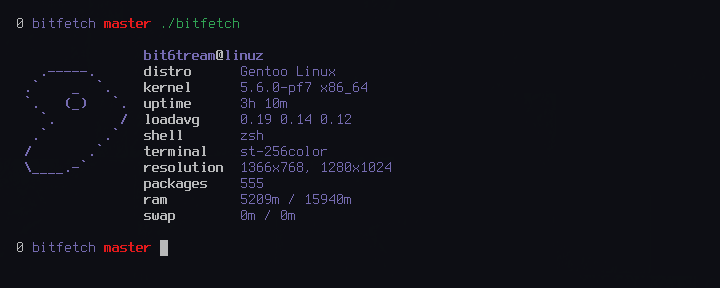 0 bitfetch master ./bitfetch
bit6tream@linuz
distro Gentoo Linux
kernel 5.6.0-pf7 x86_64
uptime 3h 10m
loadavg 0.19 0.14 0.12
shell zsh
terminal st-256color
resolution 1366x768, 1280x1024
packages 555
ram 5209m / 15940m
swap 0m / 0m
0 bitfetch master